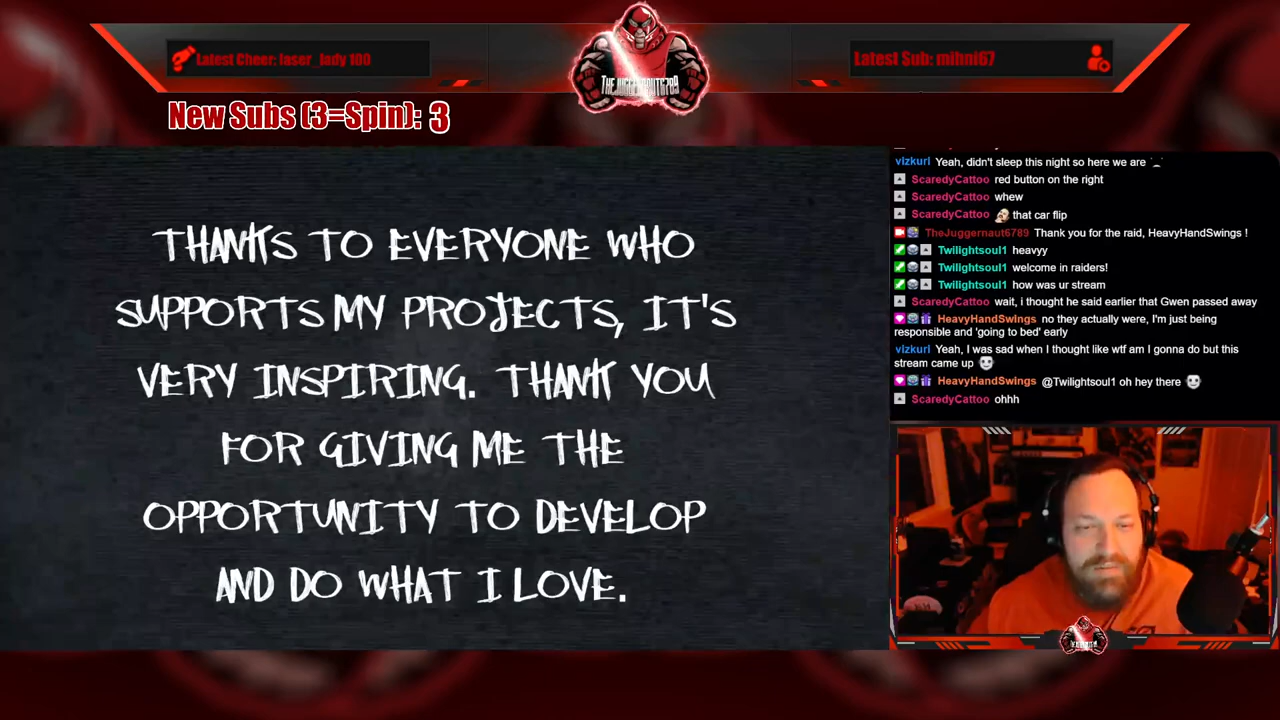 Latest Cheer: laser_lady 100
THEJUGGERNAUT6789
Latest Sub: mihni67
New Subs (3=Spin): 3
THANKS TO EVERYONE WHO
SUPPORTS MY PROJECTS, IT'S
VERY INSPIRING. THANK YOU
FOR GIVING ME THE
OPPORTUNITY TO DEVELOP
AND DO WHAT I LOVE.
vizkuri Yeah, didn't sleep this night so here we are
ScaredyCattoo red button on the right
ScaredyCattoo whew
ScaredyCattoo that car flip
TheJuggernaut6789 Thank you for the raid, HeavyHandSwings !
Twilightsoul1 heavyy
Twilightsoul1 welcome in raiders!
Twilightsoul1 how was ur stream
ScaredyCattoo wait, i thought he said earlier that Gwen passed away
HeavyHandSwings no they actually were, I'm just being
responsible and 'going to bed' early
vizkuri Yeah, I was sad when I thought like wtf am I gonna do but this
stream came up
HeavyHandSwings @Twilightsoul1 oh hey there
ScaredyCattoo ohhh